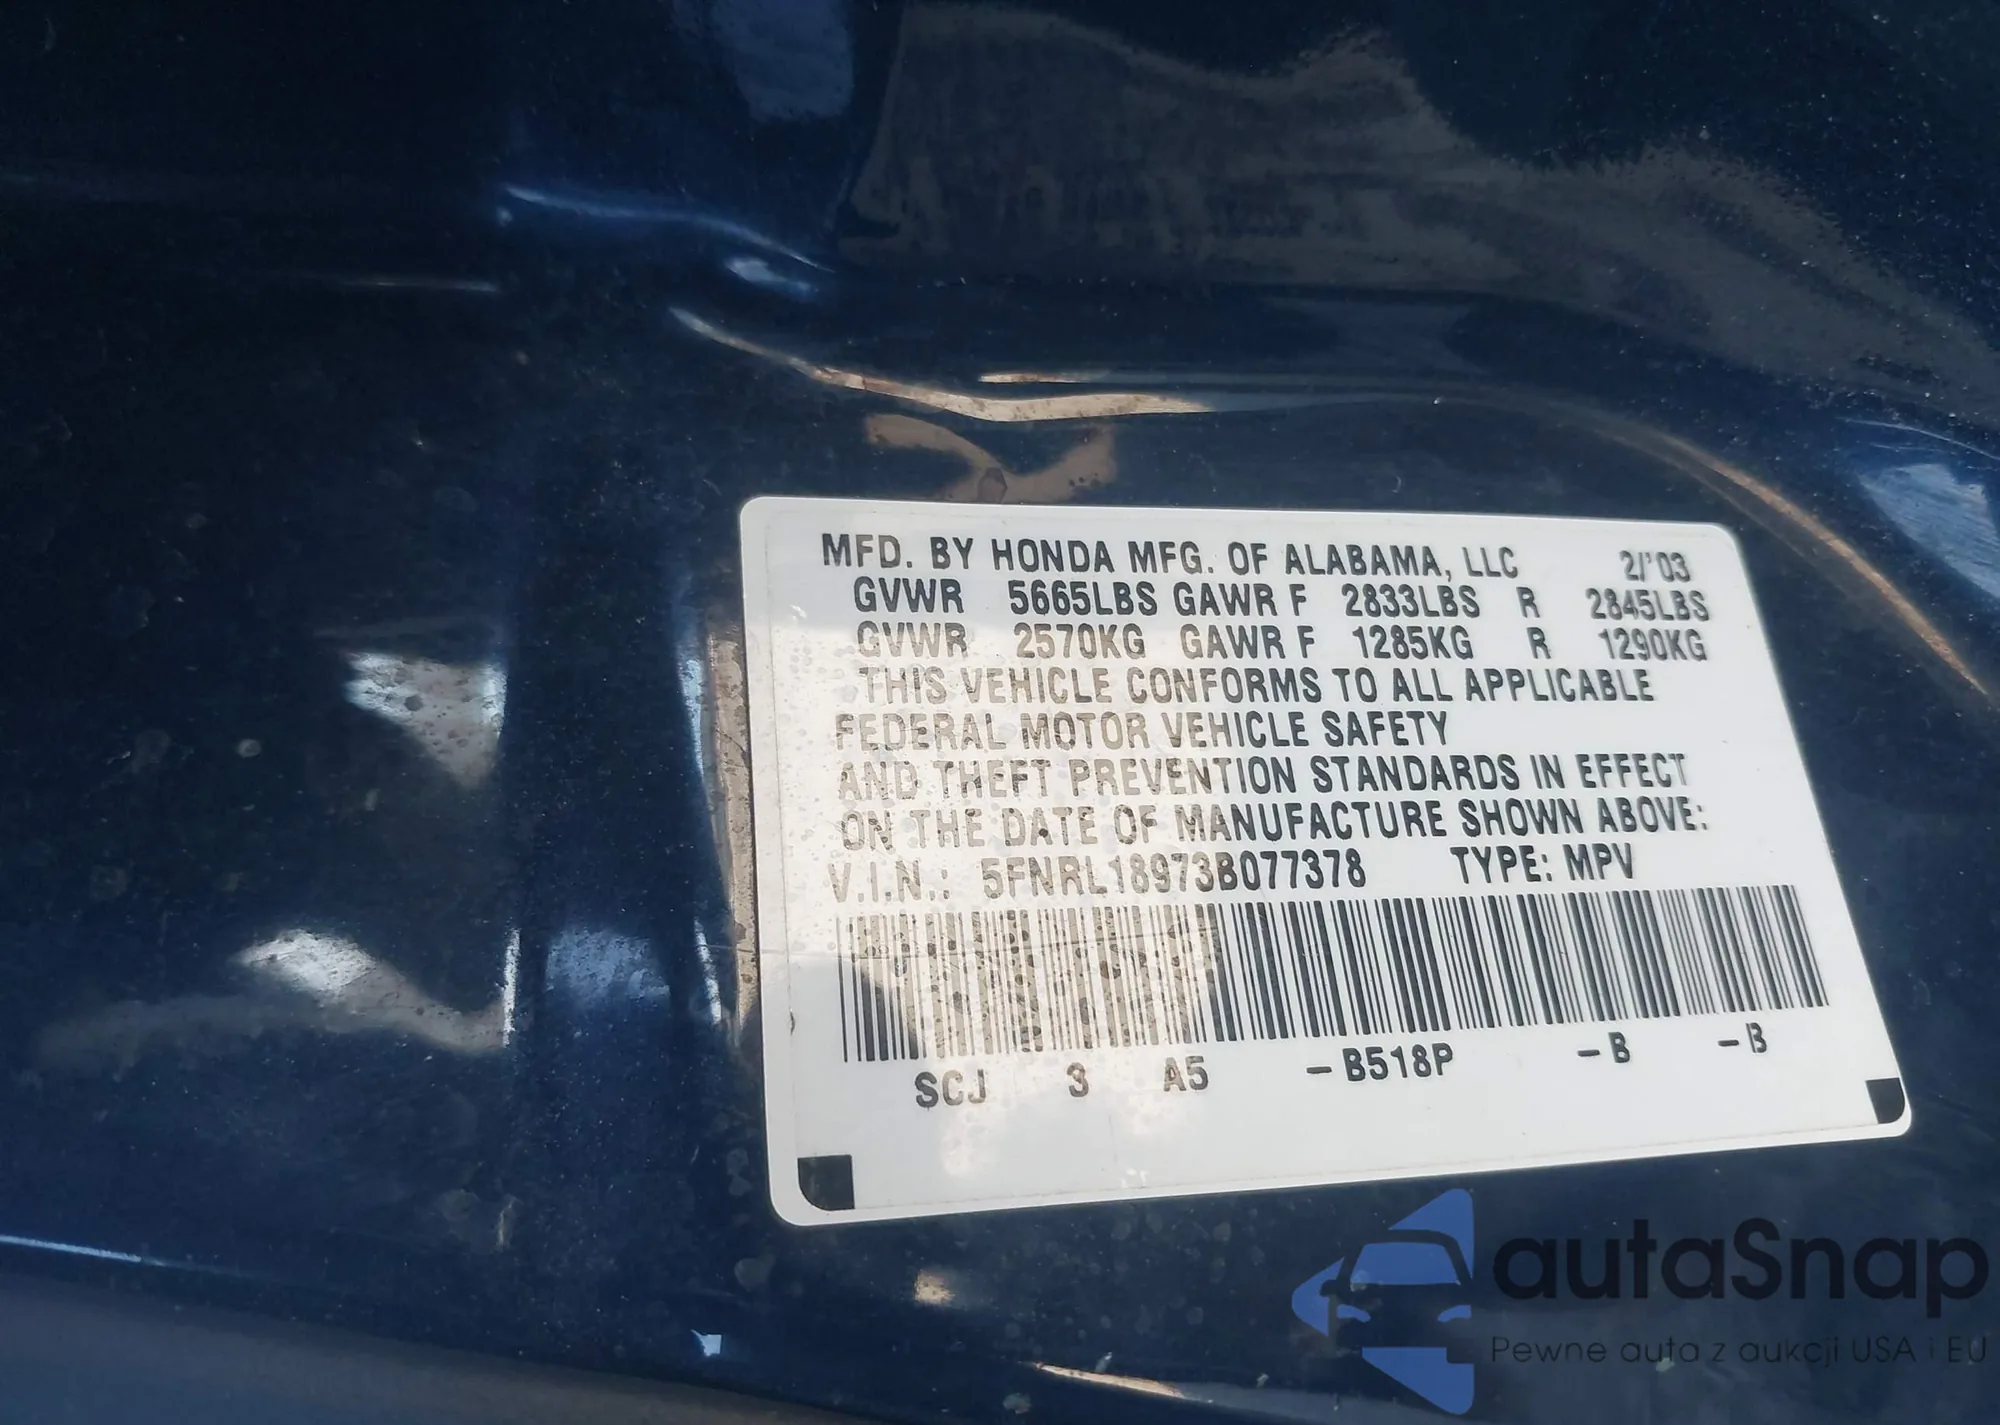 MFD. BY HONDA MFG. OF ALABAMA, LLC 2/'03
GVWR 5665LBS GAWR F 2833LBS R 2845LBS
GVWR 2570KG GAWR F 1285KG R 1290KG
THIS VEHICLE CONFORMS TO ALL APPLICABLE
FEDERAL MOTOR VEHICLE SAFETY
AND THEFT PREVENTION STANDARDS IN EFFECT
ON THE DATE OF MANUFACTURE SHOWN ABOVE:
V.I.N.: 5FNRL18973B077378 TYPE: MPV
SCJ 3 A5 –B518P –B –B
autaSnap
Pewne auta z aukcji USA i EU